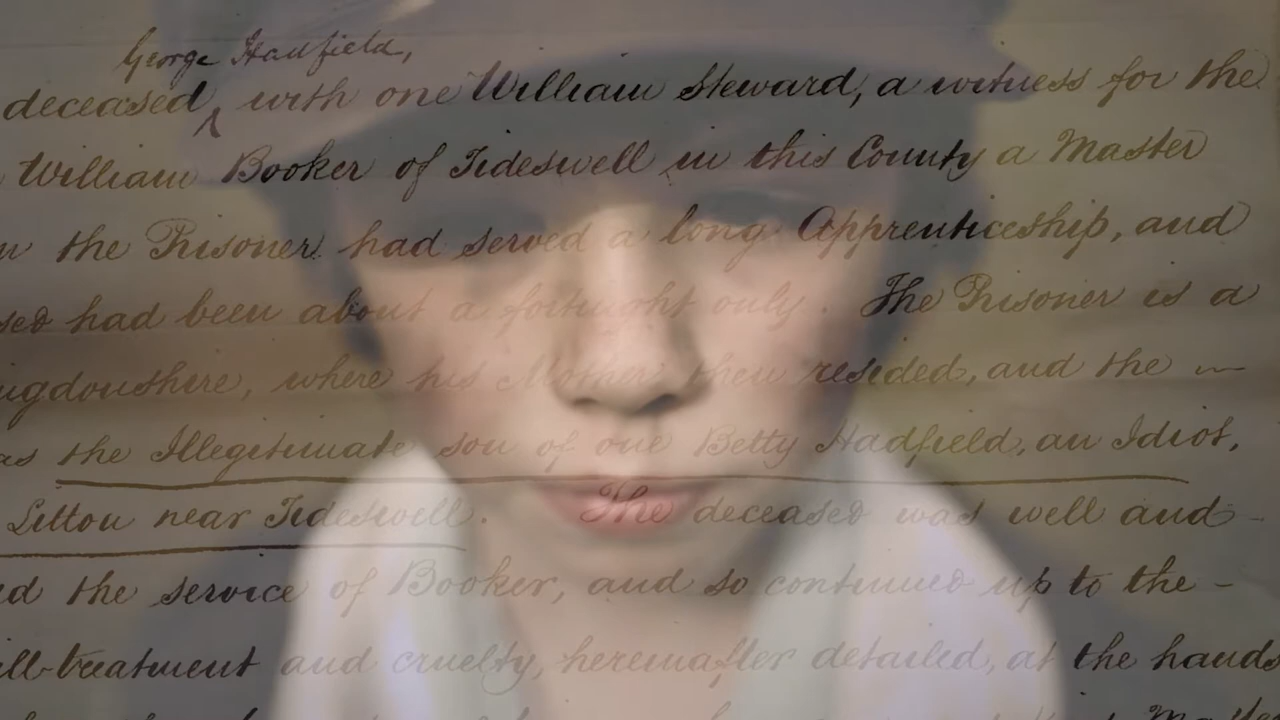 George Hadfield,
deceased ‸ with one William Steward, a witness for the
William Booker of Tideswell in this County a Master
the Prisoner had served a long Apprenticeship, and
had been about a fortnight only. The Prisoner is a
where his Mother then resided, and the ~
as the Illegitimate son of one Betty Hadfield, an Idiot,
Litton near Tideswell. The deceased was well and -
the service of Booker, and so continued up to the -
ill-treatment and cruelty, hereinafter detailed, at the hands